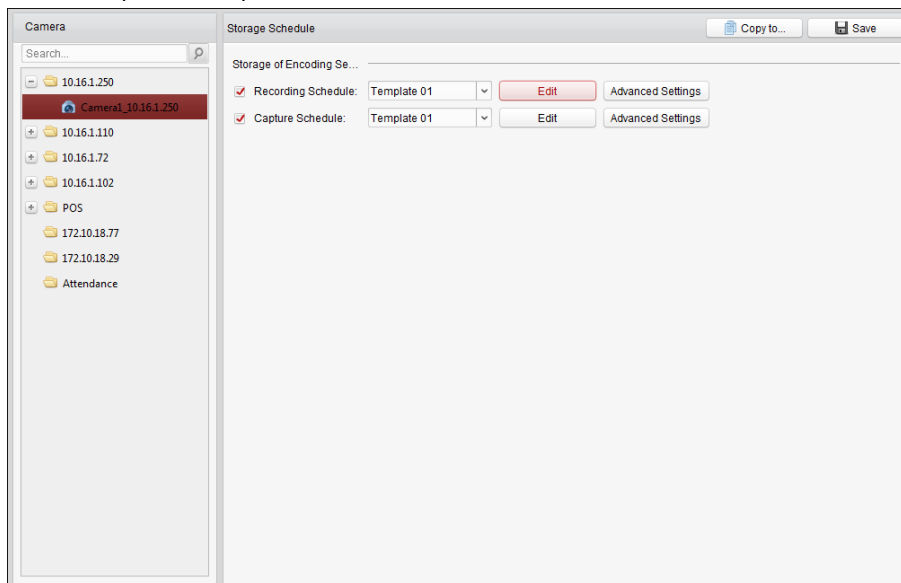 Camera
Storage Schedule
Copy to...
Save
Search...
Storage of Encoding Se...
10.16.1.250
Recording Schedule: Template 01 Edit Advanced Settings
Camera1_10.16.1.250
Capture Schedule: Template 01 Edit Advanced Settings
10.16.1.110
10.16.1.72
10.16.1.102
POS
172.10.18.77
172.10.18.29
Attendance